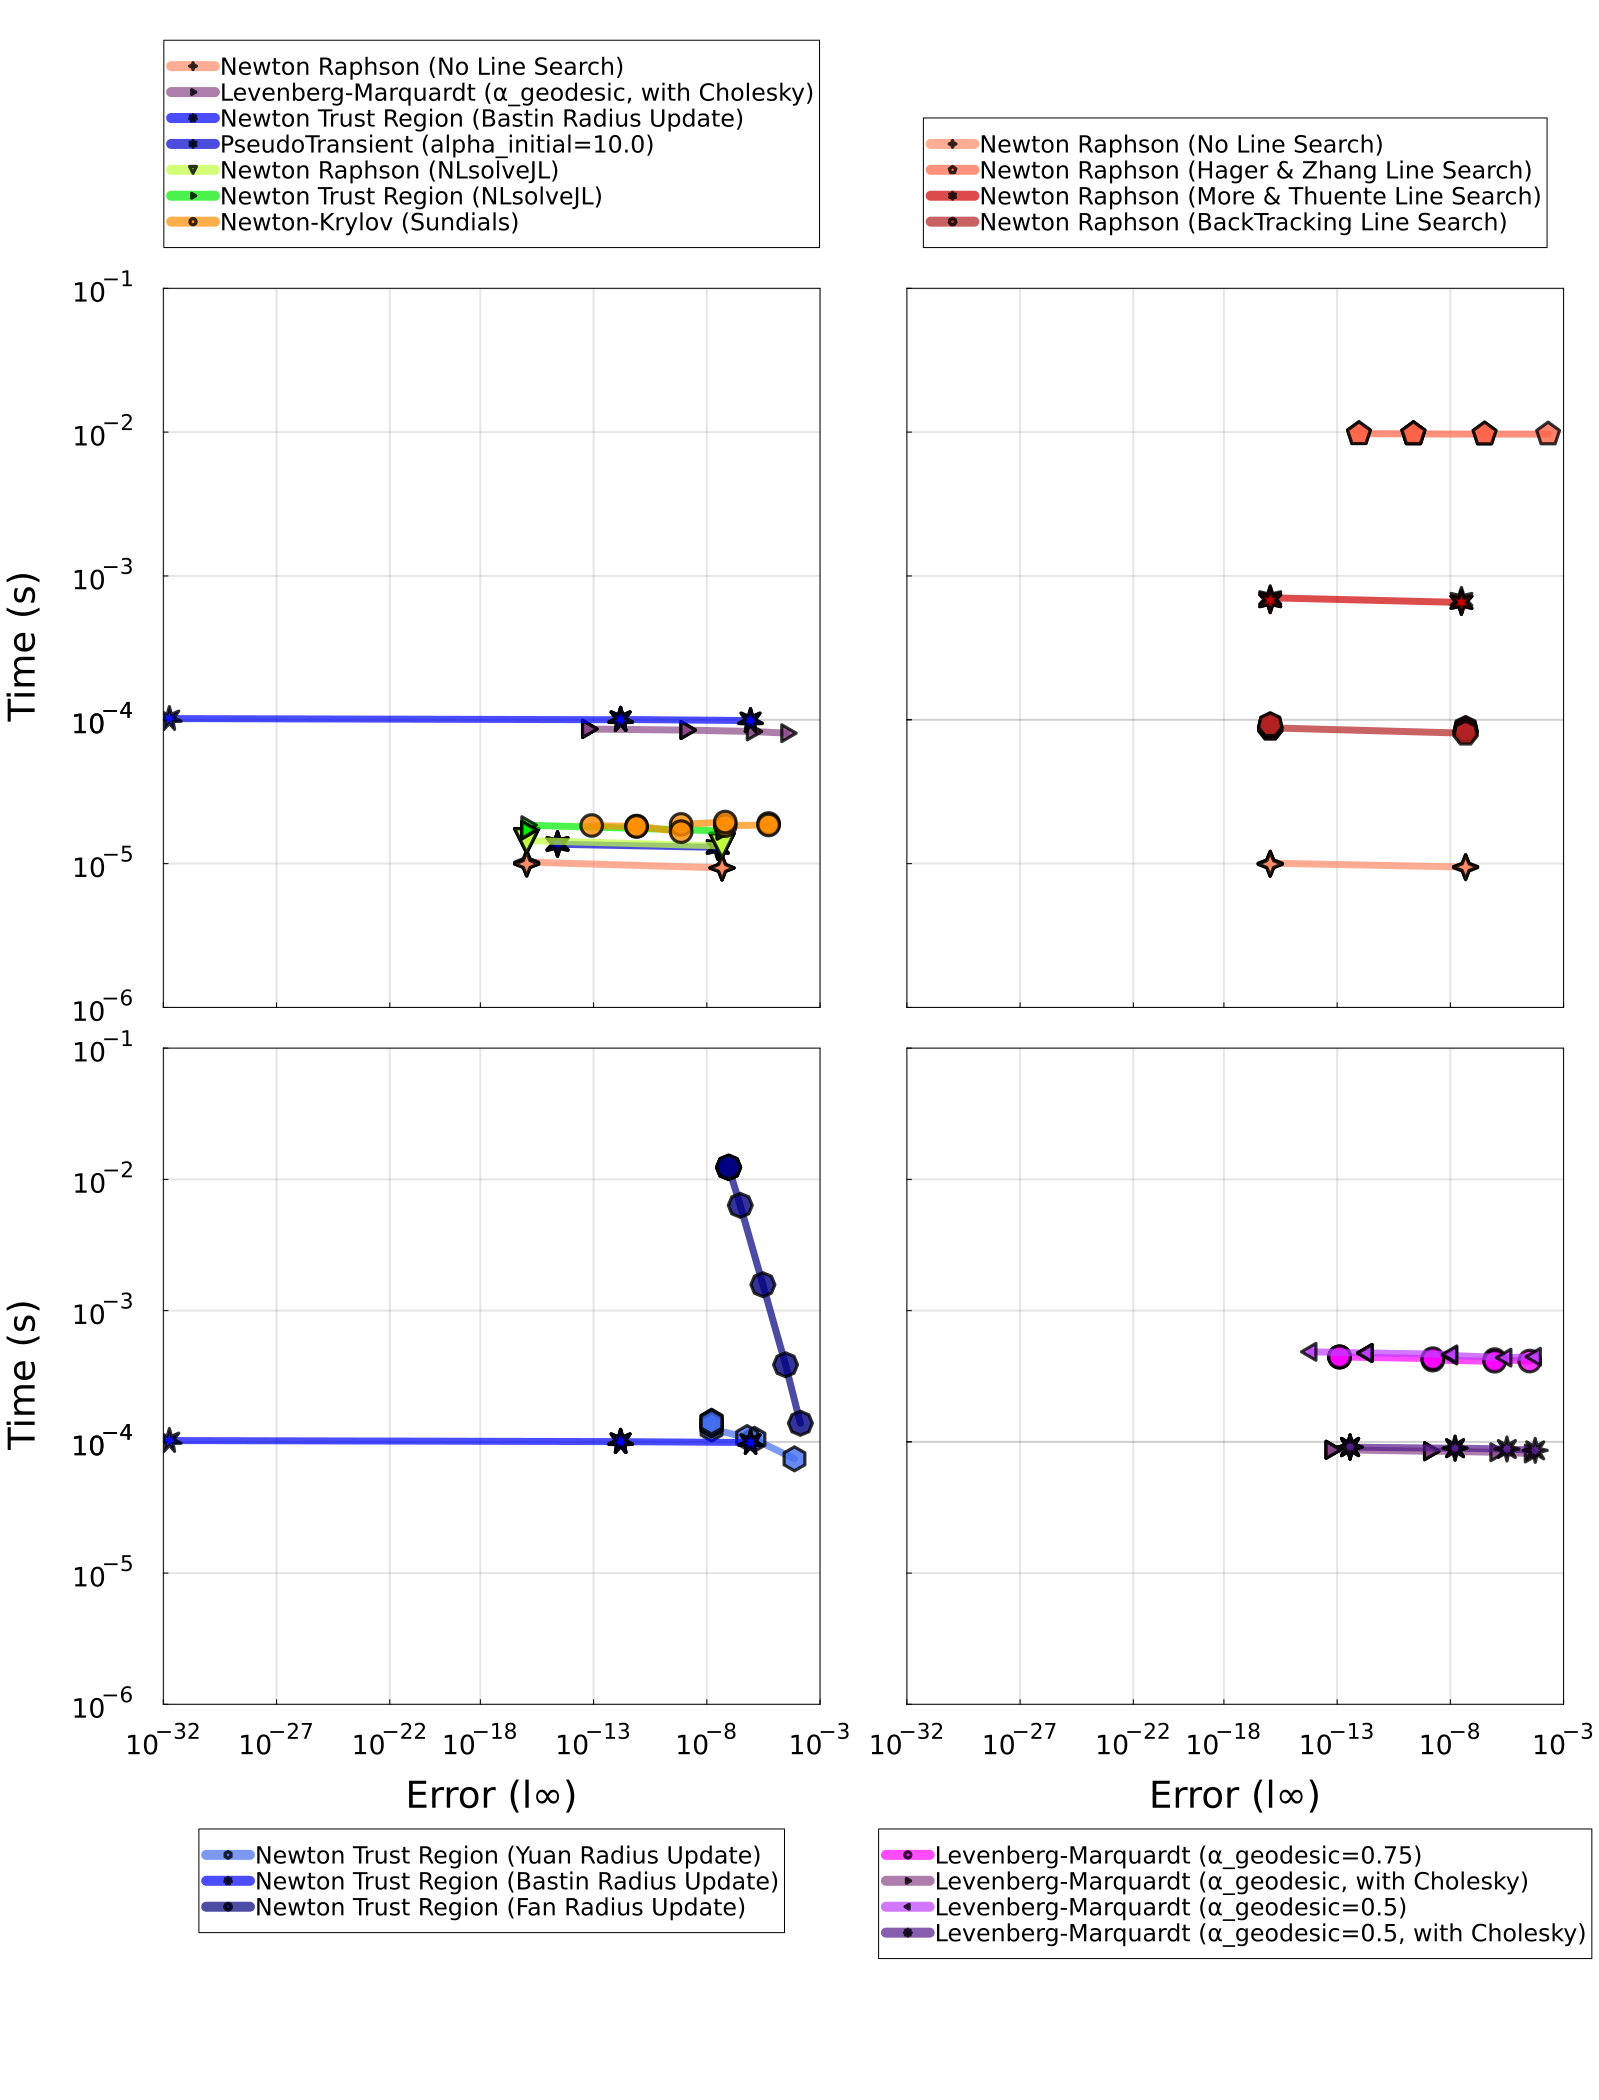 Newton Raphson (No Line Search)
Levenberg-Marquardt (α_geodesic, with Cholesky)
Newton Trust Region (Bastin Radius Update)
PseudoTransient (alpha_initial=10.0)
Newton Raphson (NLsolveJL)
Newton Trust Region (NLsolveJL)
Newton-Krylov (Sundials)
Newton Raphson (No Line Search)
Newton Raphson (Hager & Zhang Line Search)
Newton Raphson (More & Thuente Line Search)
Newton Raphson (BackTracking Line Search)
Time (s)
10⁻¹
10⁻²
10⁻³
10⁻⁴
10⁻⁵
10⁻⁶
Time (s)
10⁻¹
10⁻²
10⁻³
10⁻⁴
10⁻⁵
10⁻⁶
10⁻³² 10⁻²⁷ 10⁻²² 10⁻¹⁸ 10⁻¹³ 10⁻⁸ 10⁻³
10⁻³² 10⁻²⁷ 10⁻²² 10⁻¹⁸ 10⁻¹³ 10⁻⁸ 10⁻³
Error (l∞)
Error (l∞)
Newton Trust Region (Yuan Radius Update)
Newton Trust Region (Bastin Radius Update)
Newton Trust Region (Fan Radius Update)
Levenberg-Marquardt (α_geodesic=0.75)
Levenberg-Marquardt (α_geodesic, with Cholesky)
Levenberg-Marquardt (α_geodesic=0.5)
Levenberg-Marquardt (α_geodesic=0.5, with Cholesky)